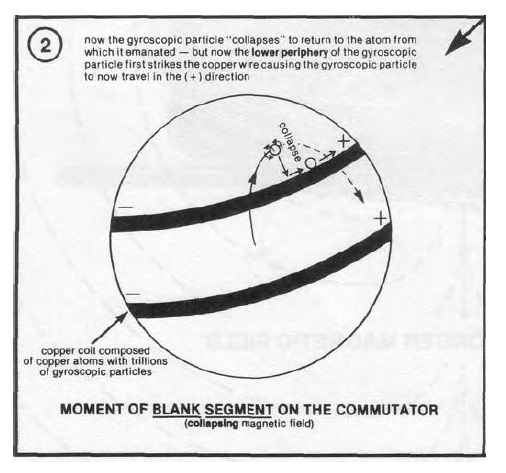 2
now the gyroscopic particle "collapses" to return to the atom from
which it emanated — but now the lower periphery of the gyroscopic
particle first strikes the copper wire causing the gyroscopic particle
to now travel in the (+) direction
collapse
+
−
+
−
copper coil composed
of copper atoms with trillions
of gyroscopic particles
MOMENT OF BLANK SEGMENT ON THE COMMUTATOR
(collapsing magnetic field)